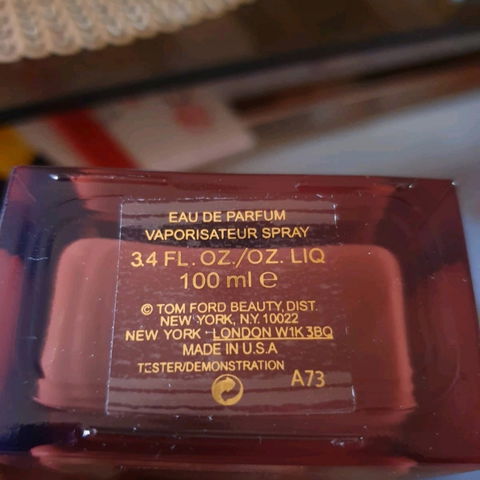 EAU DE PARFUM
VAPORISATEUR SPRAY
3.4 FL. OZ./OZ. LIQ
100 ml ℮
© TOM FORD BEAUTY, DIST.
NEW YORK, N.Y. 10022
NEW YORK - LONDON W1K 3BQ
MADE IN U.S.A
TESTER/DEMONSTRATION
A73